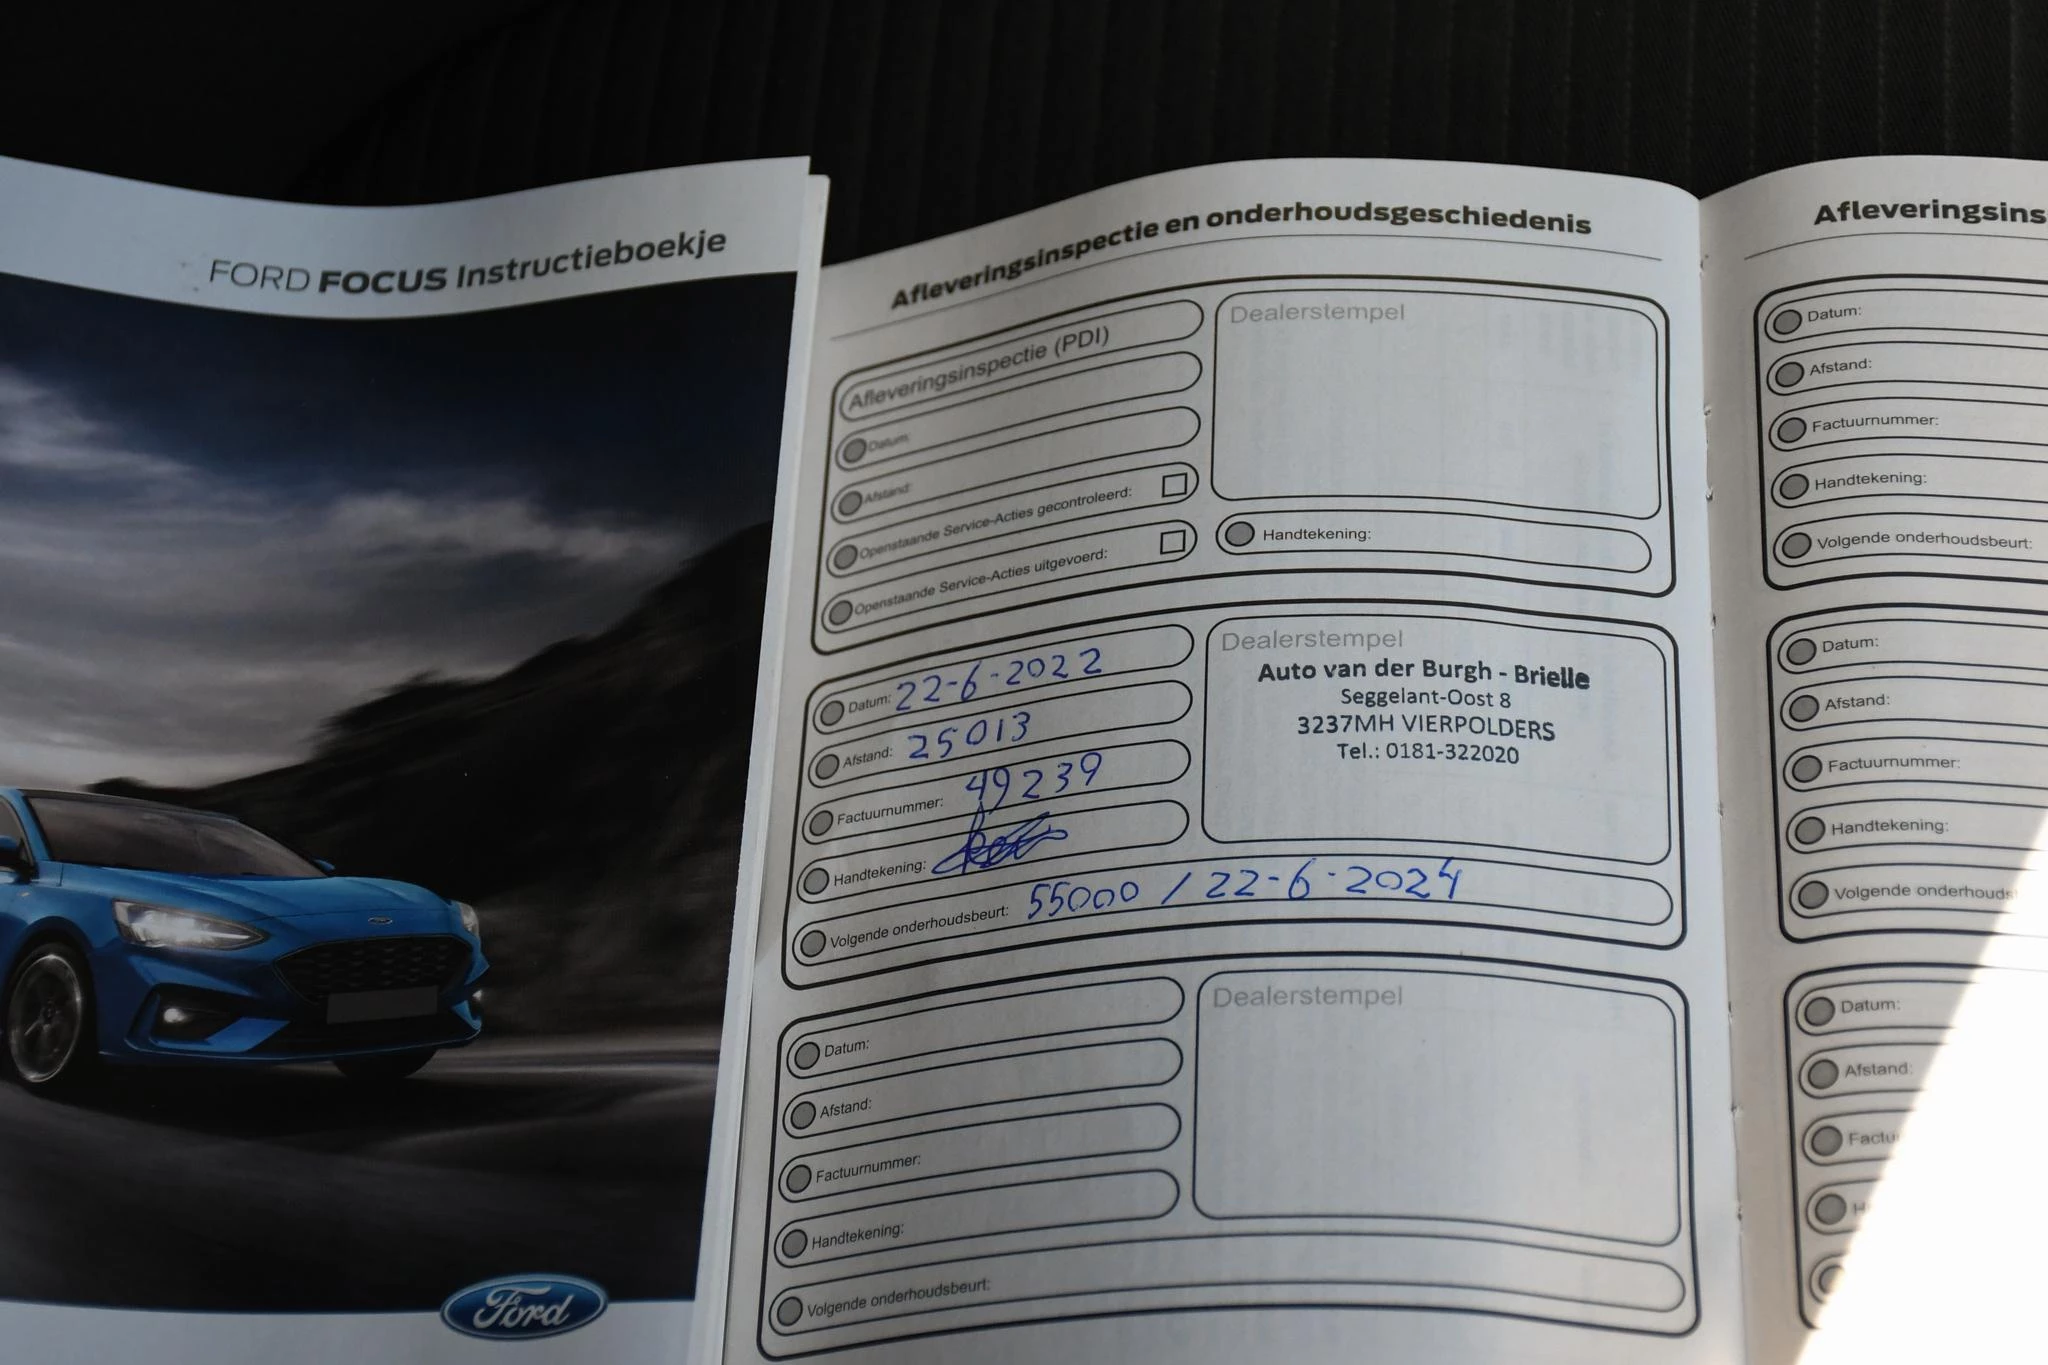 FORD FOCUS Instructieboekje
Ford
Afleveringsinspectie en onderhoudsgeschiedenis
Afleveringsinspectie (PDI)
Datum:
Afstand:
Openstaande Service-Acties gecontroleerd:
Openstaande Service-Acties uitgevoerd:
Dealerstempel
Handtekening:
Datum: 22-6-2022
Afstand: 25013
Factuurnummer: 49239
Handtekening:
Volgende onderhoudsbeurt: 55000 / 22-6-2024
Dealerstempel
Auto van der Burgh - Brielle
Seggelant-Oost 8
3237MH VIERPOLDERS
Tel.: 0181-322020
Datum:
Afstand:
Factuurnummer:
Handtekening:
Volgende onderhoudsbeurt:
Dealerstempel
Afleveringsins
Datum:
Afstand:
Factuurnummer:
Handtekening:
Volgende onderhoudsbeurt:
Datum:
Afstand:
Factuurnummer:
Handtekening:
Volgende onderhouds
Datum:
Afstand:
Factu
H